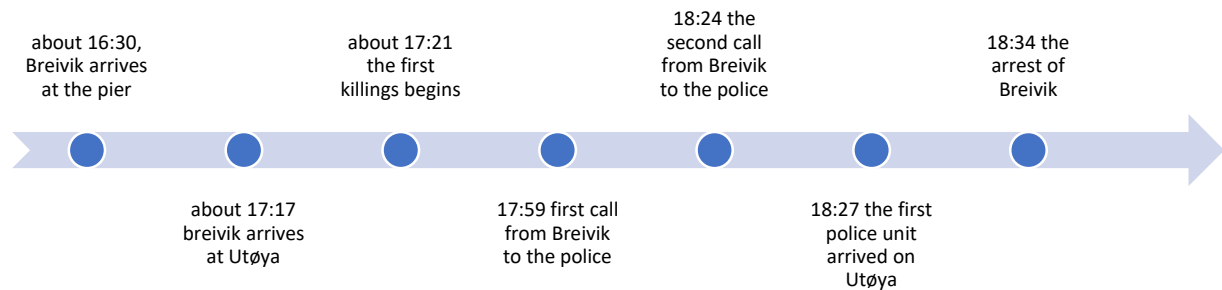 about 16:30,
Breivik arrives
at the pier
about 17:17
breivik arrives
at Utøya
about 17:21
the first
killings begins
17:59 first call
from Breivik
to the police
18:24 the
second call
from Breivik
to the police
18:27 the first
police unit
arrived on
Utøya
18:34 the
arrest of
Breivik